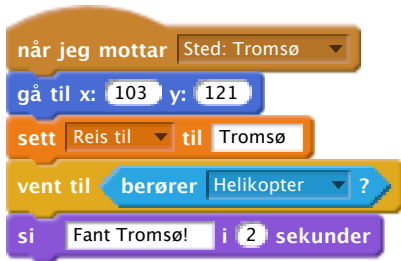 når jeg mottar Sted: Tromsø
gå til x: 103 y: 121
sett Reis til til Tromsø
vent til berører Helikopter ?
si Fant Tromsø! i 2 sekunder